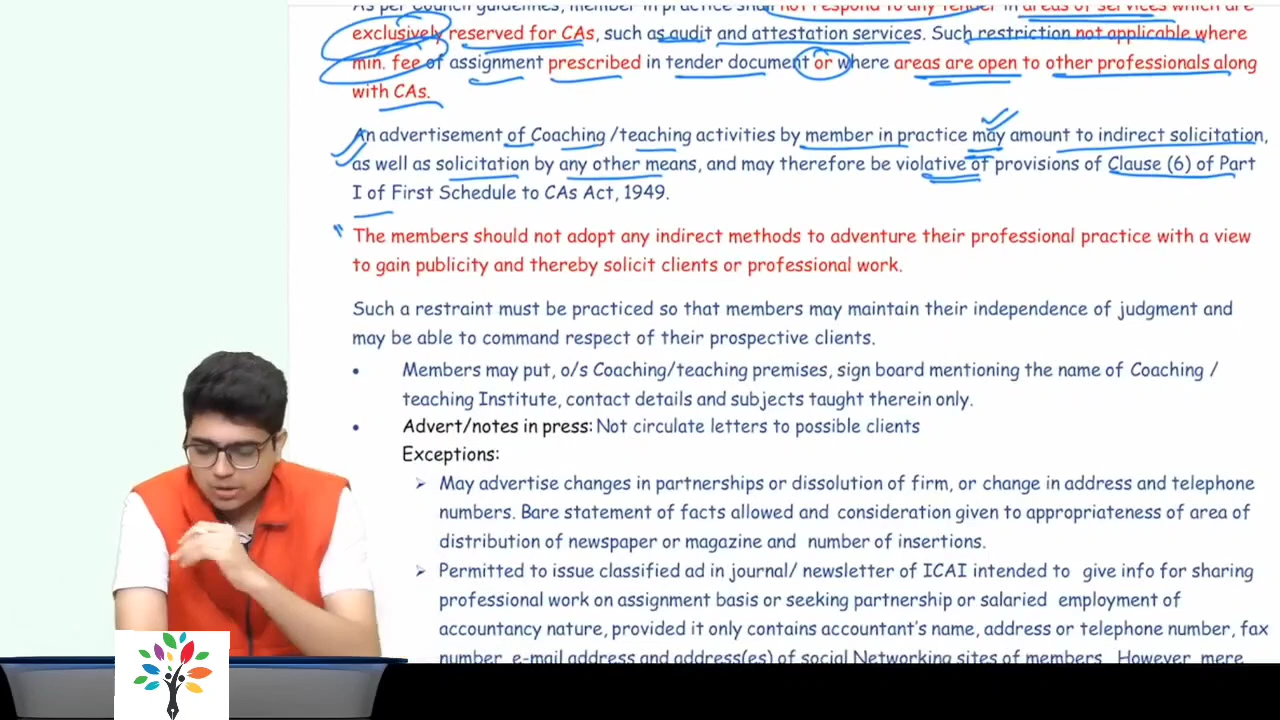 As per Council guidelines, member in practice shall not respond to any tender in areas of services which are
exclusively reserved for CAs, such as audit and attestation services. Such restriction not applicable where
min. fee of assignment prescribed in tender document or where areas are open to other professionals along
with CAs.
An advertisement of Coaching /teaching activities by member in practice may amount to indirect solicitation,
as well as solicitation by any other means, and may therefore be violative of provisions of Clause (6) of Part
I of First Schedule to CAs Act, 1949.
The members should not adopt any indirect methods to adventure their professional practice with a view
to gain publicity and thereby solicit clients or professional work.
Such a restraint must be practiced so that members may maintain their independence of judgment and
may be able to command respect of their prospective clients.
• Members may put, o/s Coaching/teaching premises, sign board mentioning the name of Coaching /
teaching Institute, contact details and subjects taught therein only.
• Advert/notes in press: Not circulate letters to possible clients
Exceptions:
➢ May advertise changes in partnerships or dissolution of firm, or change in address and telephone
numbers. Bare statement of facts allowed and consideration given to appropriateness of area of
distribution of newspaper or magazine and number of insertions.
➢ Permitted to issue classified ad in journal/ newsletter of ICAI intended to give info for sharing
professional work on assignment basis or seeking partnership or salaried employment of
accountancy nature, provided it only contains accountant's name, address or telephone number, fax
number, e-mail address and address(es) of social Networking sites of members. However, mere